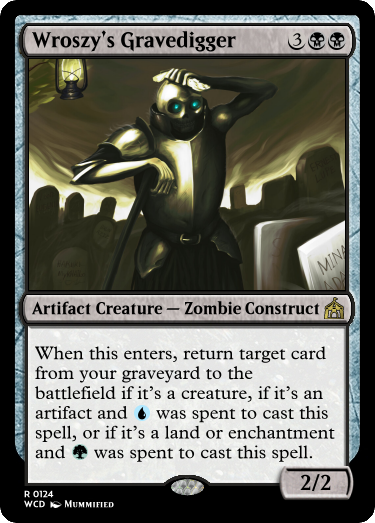 Wroszy's Gravedigger 3
MINA
Artifact Creature — Zombie Construct
When this enters, return target card
from your graveyard to the
battlefield if it's a creature, if it's an
artifact and was spent to cast this
spell, or if it's a land or enchantment
and was spent to cast this spell.
2/2
R 0124
WCD Mummified